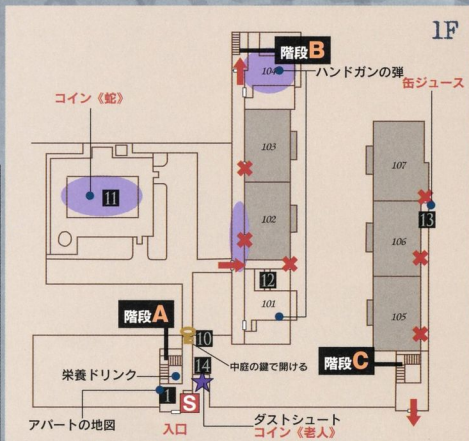 1F
階段B
104
ハンドガンの弾
缶ジュース
コイン《蛇》
103
107
11
102
13
106
12
101
階段A
105
10
中庭の鍵で開ける
階段C
14
栄養ドリンク
1
S
アパートの地図
入口
ダストシュート
コイン《老人》